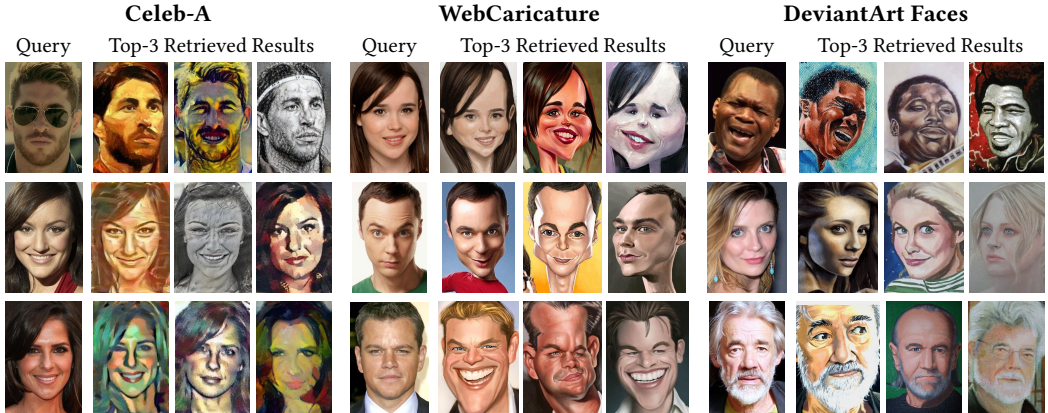 Celeb-A
WebCaricature
DeviantArt Faces
Query
Top-3 Retrieved Results
Query
Top-3 Retrieved Results
Query
Top-3 Retrieved Results